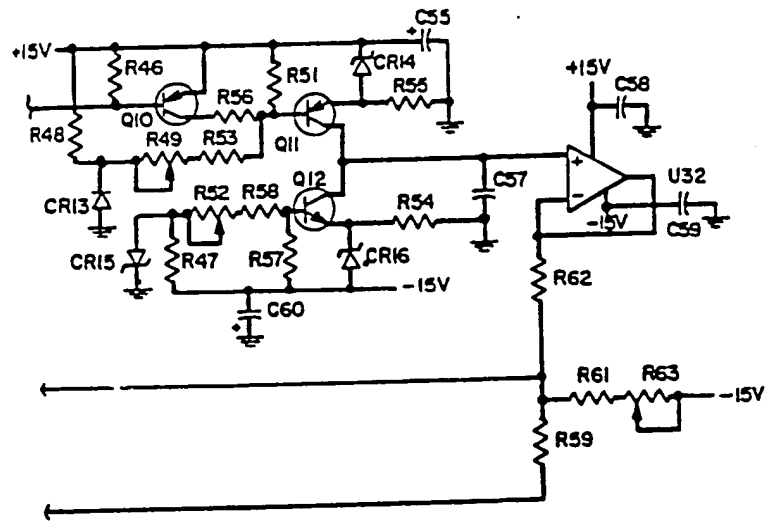 C55
+
+15V
R46
CR14
R51
R55
+15V
C58
R56
Q10
R48
R49
R53
Q11
Q12
+
U32
C57
R52
R58
CR13
R54
−
-15V
C59
CR15
R47
R57
CR16
R62
-15V
C60
+
R61
R63
-15V
R59